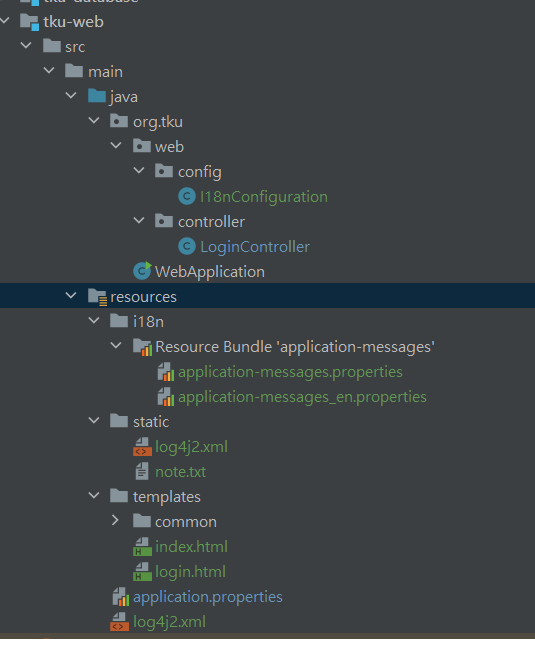 tku-database
tku-web
src
main
java
org.tku
web
config
I18nConfiguration
controller
LoginController
WebApplication
resources
i18n
Resource Bundle 'application-messages'
application-messages.properties
application-messages_en.properties
static
log4j2.xml
note.txt
templates
common
index.html
login.html
application.properties
log4j2.xml